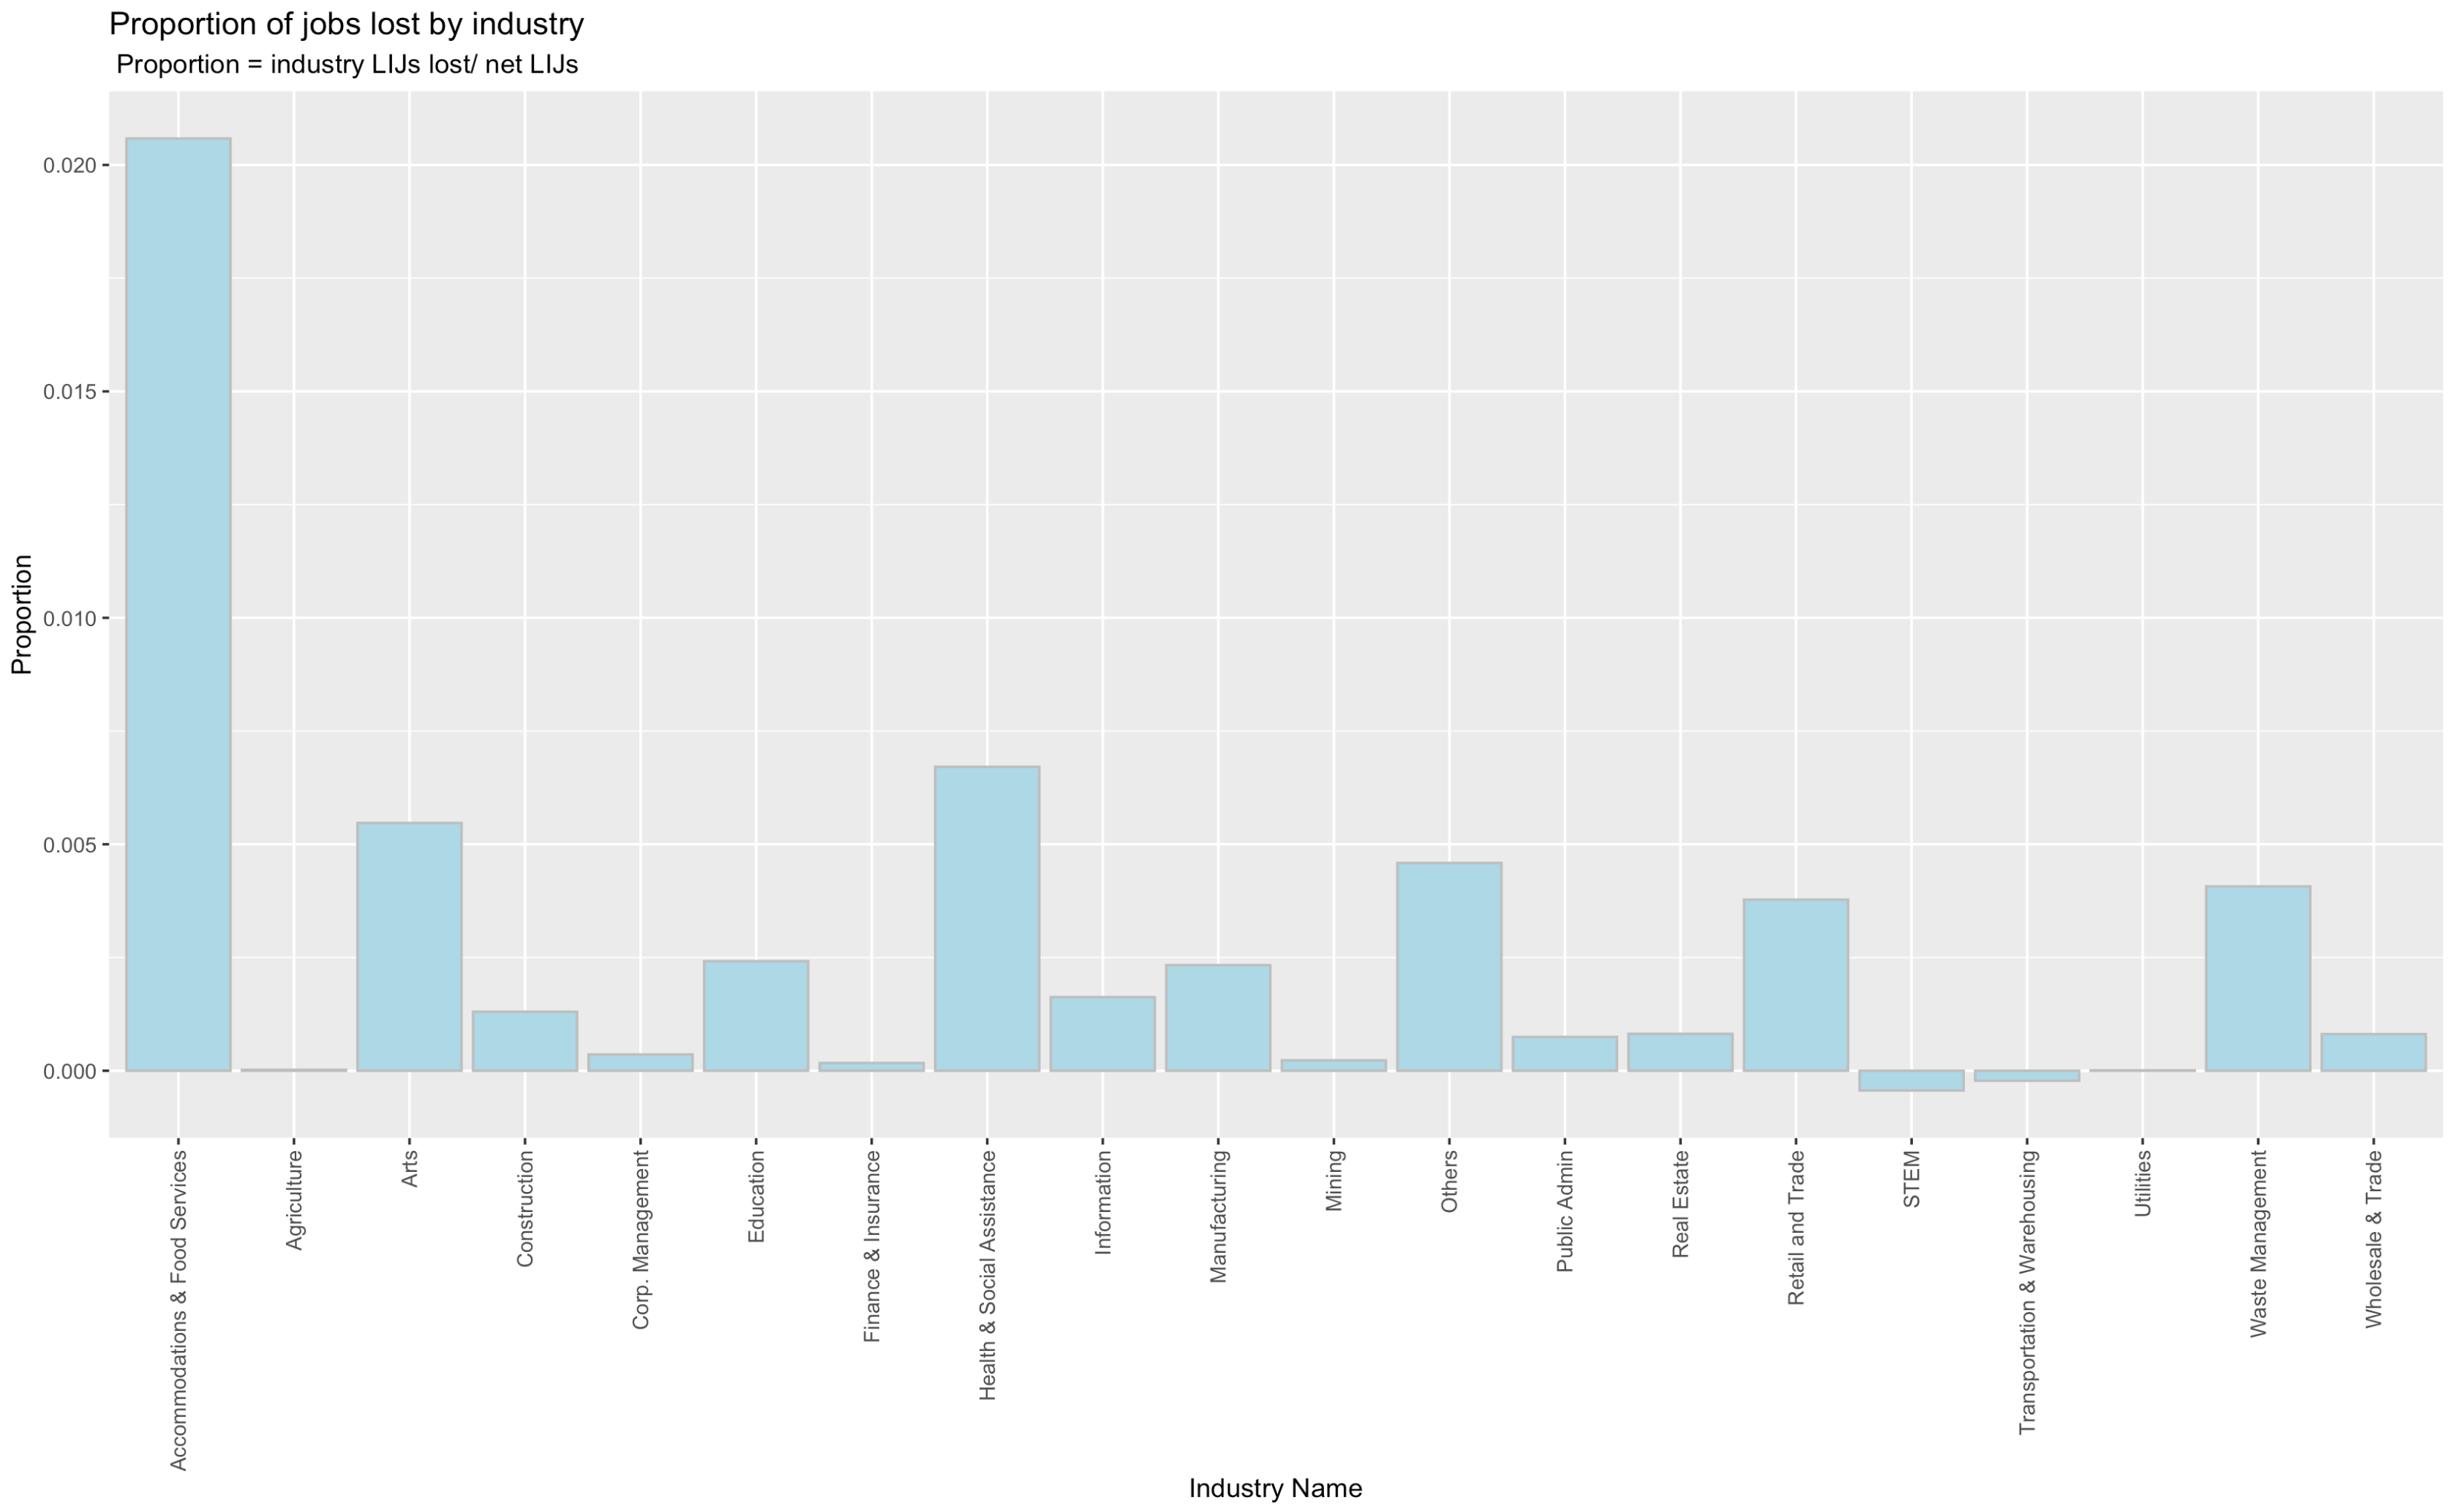 Proportion of jobs lost by industry
Proportion = industry LIJs lost/ net LIJs
Proportion
0.020
0.015
0.010
0.005
0.000
Accommodations & Food Services
Agriculture
Arts
Construction
Corp. Management
Education
Finance & Insurance
Health & Social Assistance
Information
Manufacturing
Mining
Others
Public Admin
Real Estate
Retail and Trade
STEM
Transportation & Warehousing
Utilities
Waste Management
Wholesale & Trade
Industry Name